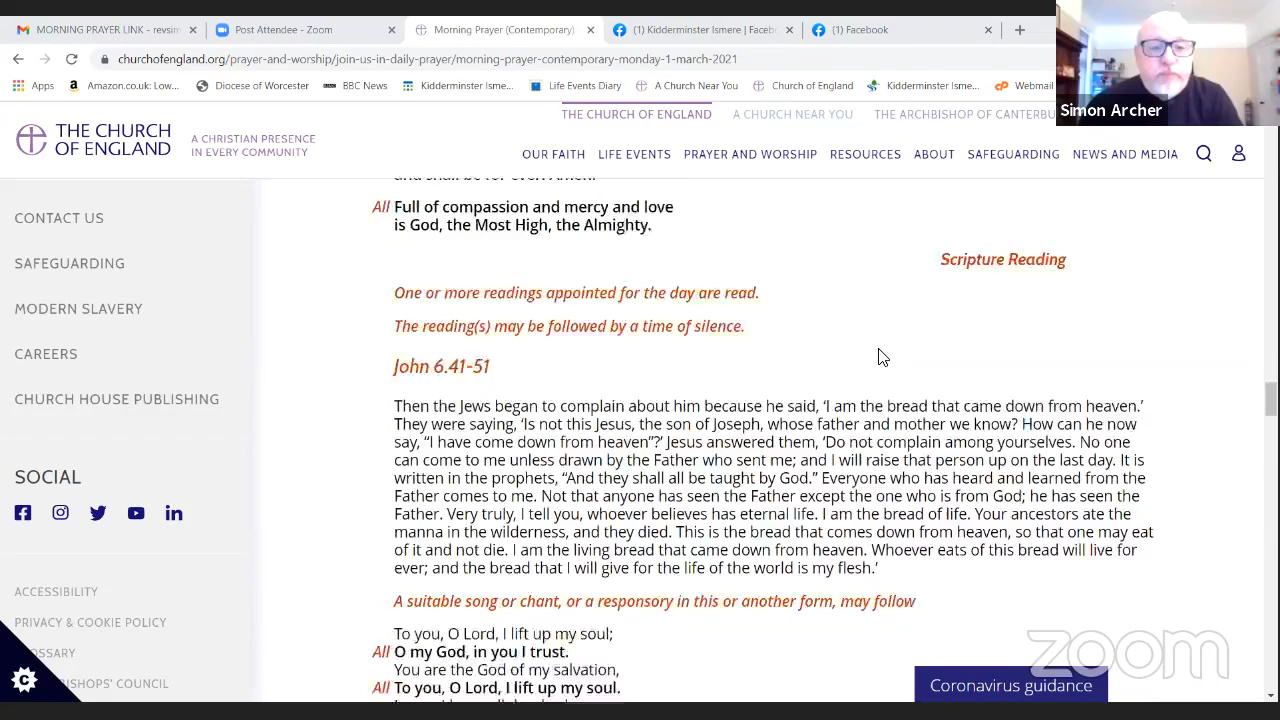 MORNING PRAYER LINK - revsim
Post Attendee - Zoom
Morning Prayer (Contemporary)
(1) Kidderminster Ismere | Faceb
(1) Facebook
churchofengland.org/prayer-and-worship/join
daily-prayer/morning-prayer-contemporary-monday-1-march-2021
Apps
Amazon.co.uk: Low...
Diocese of Worcester
BBC News
Kidderminster Isme...
Life Events Diary
A Church Near You
Church of England
Kidderminster Isme...
Webmail
Simon Archer
THE CHURCH OF ENGLAND
A CHURCH NEAR YOU
THE ARCHBISHOP OF CANTERBU
THE CHURCH
OF ENGLAND
A CHRISTIAN PRESENCE
IN EVERY COMMUNITY
OUR FAITH
LIFE EVENTS
PRAYER AND WORSHIP
RESOURCES
ABOUT
SAFEGUARDING
NEWS AND MEDIA
CONTACT US
SAFEGUARDING
MODERN SLAVERY
CAREERS
CHURCH HOUSE PUBLISHING
SOCIAL
ACCESSIBILITY
PRIVACY & COOKIE POLICY
OSSARY
BISHOPS' COUNCIL
All Full of compassion and mercy and love
is God, the Most High, the Almighty.
Scripture Reading
One or more readings appointed for the day are read.
The reading(s) may be followed by a time of silence.
John 6.41-51
Then the Jews began to complain about him because he said, ‘I am the bread that came down from heaven.’
They were saying, ‘Is not this Jesus, the son of Joseph, whose father and mother we know? How can he now
say, “I have come down from heaven”?’ Jesus answered them, ‘Do not complain among yourselves. No one
can come to me unless drawn by the Father who sent me; and I will raise that person up on the last day. It is
written in the prophets, “And they shall all be taught by God.” Everyone who has heard and learned from the
Father comes to me. Not that anyone has seen the Father except the one who is from God; he has seen the
Father. Very truly, I tell you, whoever believes has eternal life. I am the bread of life. Your ancestors ate the
manna in the wilderness, and they died. This is the bread that comes down from heaven, so that one may eat
of it and not die. I am the living bread that came down from heaven. Whoever eats of this bread will live for
ever; and the bread that I will give for the life of the world is my flesh.’
A suitable song or chant, or a responsory in this or another form, may follow
To you, O Lord, I lift up my soul;
All O my God, in you I trust.
You are the God of my salvation,
All To you, O Lord, I lift up my soul.
zoom
Coronavirus guidance